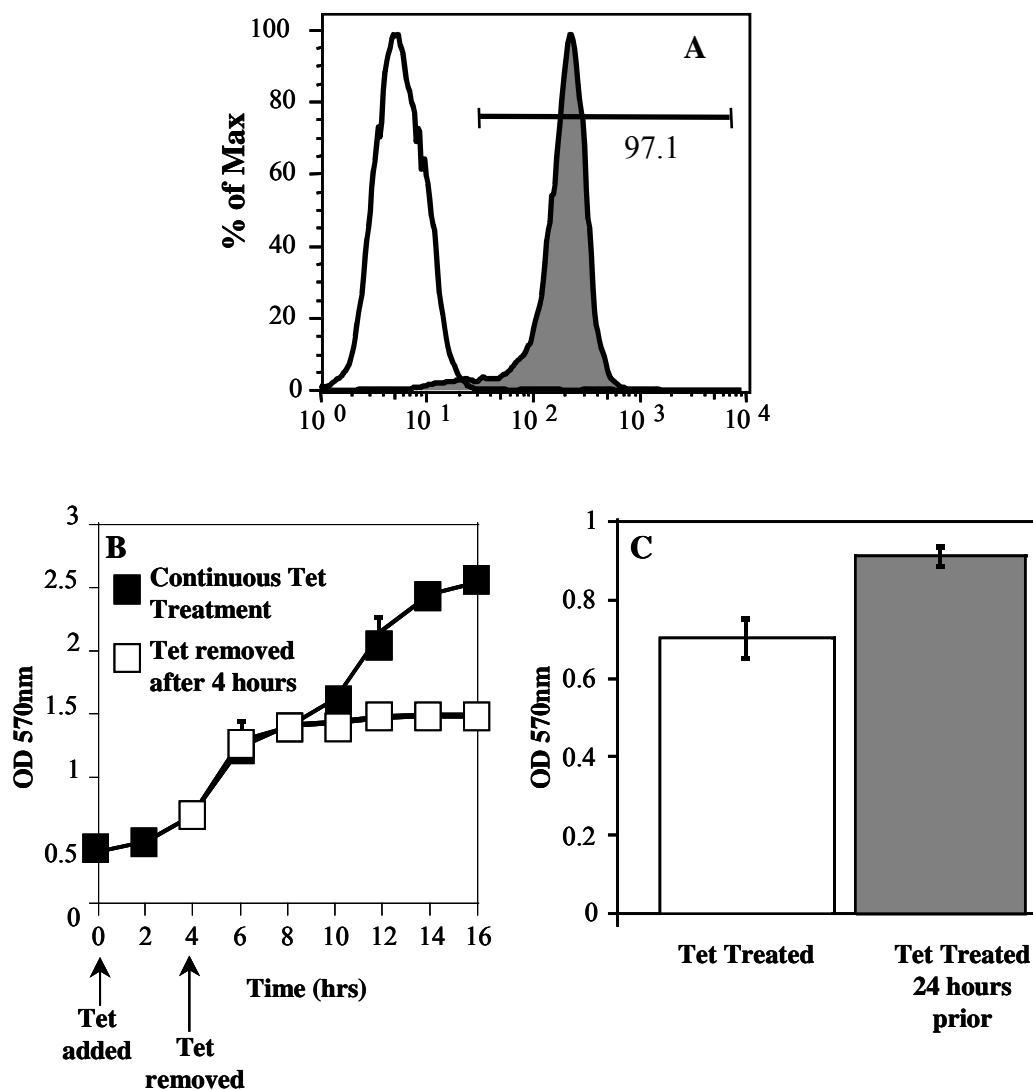 A
% of Max
100
80
60
40
20
0
97.1
10 0 10 1 10 2 10 3 10 4
B
Continuous Tet
Treatment
Tet removed
after 4 hours
OD 570nm
3
2.5
2
1.5
1
0.5
0
0 2 4 6 8 10 12 14 16
Time (hrs)
Tet
added
Tet
removed
C
OD 570nm
1
0.8
0.6
0.4
0.2
0
Tet Treated
Tet Treated
24 hours
prior